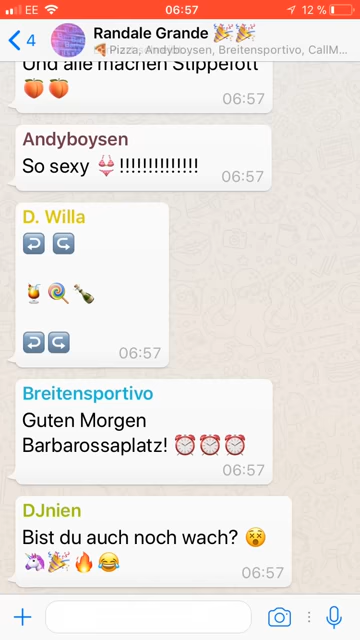 EE 06:57 12 %
4 Randale Grande 🎉🎉
🍕Pizza, Andyboysen, Breitensportivo, CallM...
Und alle machen Stippefott
🍑🍑
06:57
Andyboysen
So sexy 👙!!!!!!!!!!!!!!
06:57
D. Willa
↩️ ↪️
🍹🍭🍾
↩️↪️
06:57
Breitensportivo
Guten Morgen
Barbarossaplatz! ⏰⏰⏰
06:57
DJnien
Bist du auch noch wach? 😵
🦄🎉🔥😂
06:57